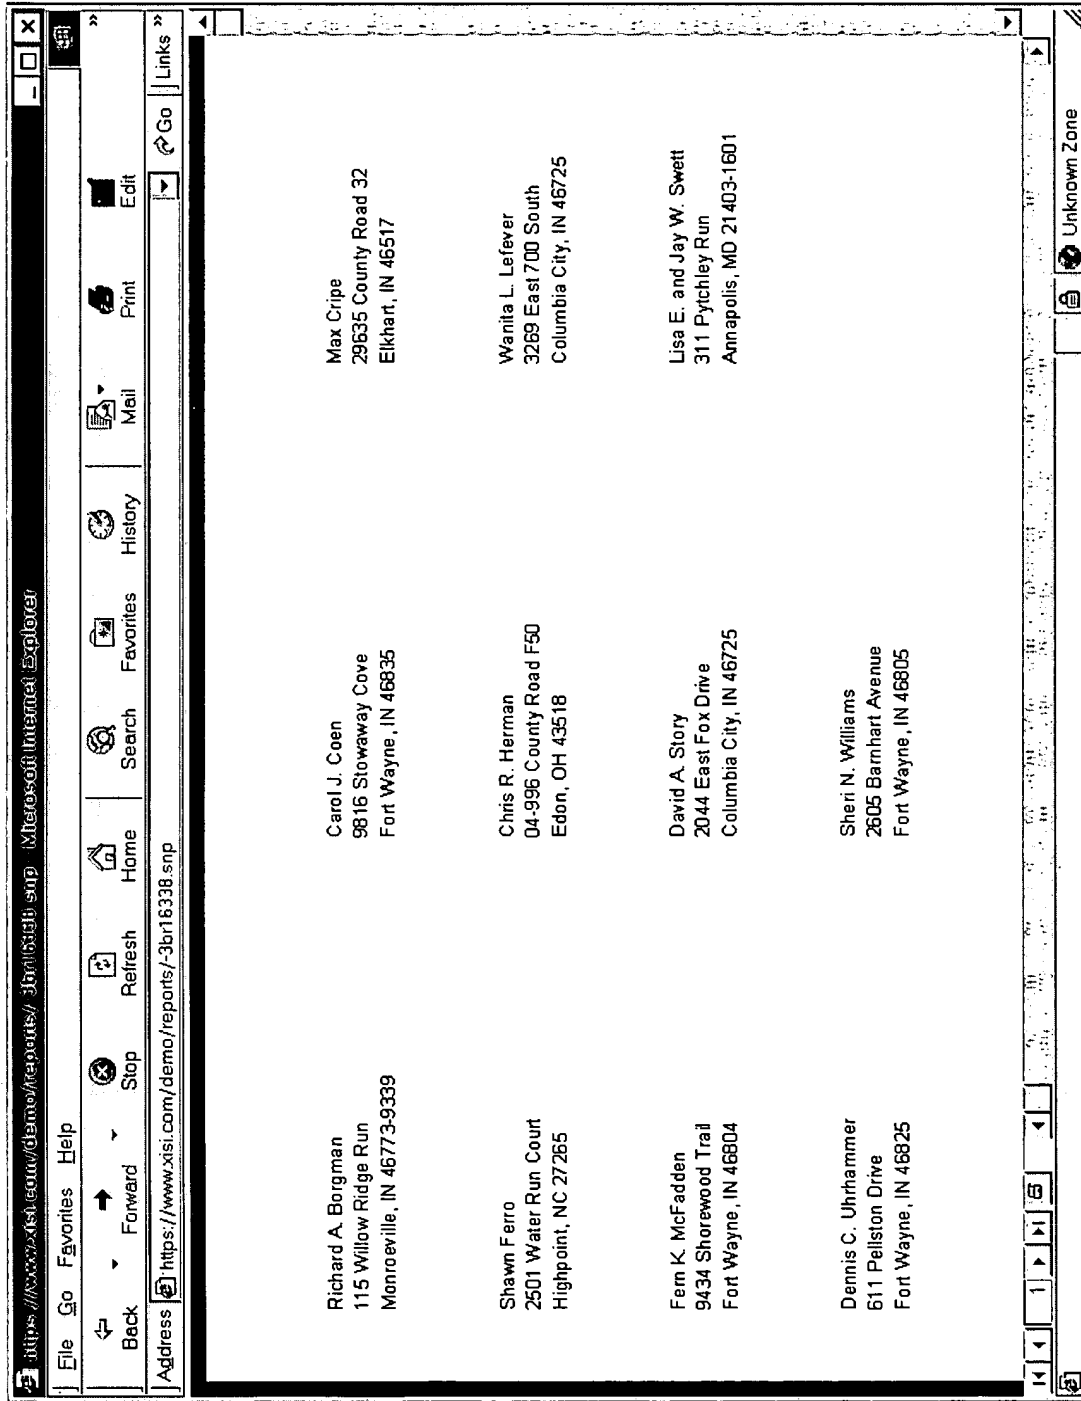 https://www.xisi.com/demo/reports/-3br16338.snp - Microsoft Internet Explorer
File Go Favorites Help
Back Forward Stop Refresh Home Search Favorites History Mail Print Edit »
Address https://www.xisi.com/demo/reports/-3br16338.snp Go Links »
Richard A. Borgman Carol J. Coen Max Cripe
115 Willow Ridge Run 9816 Stowaway Cove 29635 County Road 32
Monroeville, IN 46773-9339 Fort Wayne, IN 46835 Elkhart, IN 46517
Shawn Ferro Chris R. Herman Wanita L. Lefever
2501 Water Run Court 04-996 County Road F50 3269 East 700 South
Highpoint, NC 27265 Edon, OH 43518 Columbia City, IN 46725
Fern K. McFadden David A. Story Lisa E. and Jay W. Swett
9434 Shorewood Trail 2044 East Fox Drive 311 Pytchley Run
Fort Wayne, IN 46804 Columbia City, IN 46725 Annapolis, MD 21403-1601
Dennis C. Uhrhammer Sheri N. Williams
611 Pellston Drive 2605 Barnhart Avenue
Fort Wayne, IN 46825 Fort Wayne, IN 46805
1
Unknown Zone